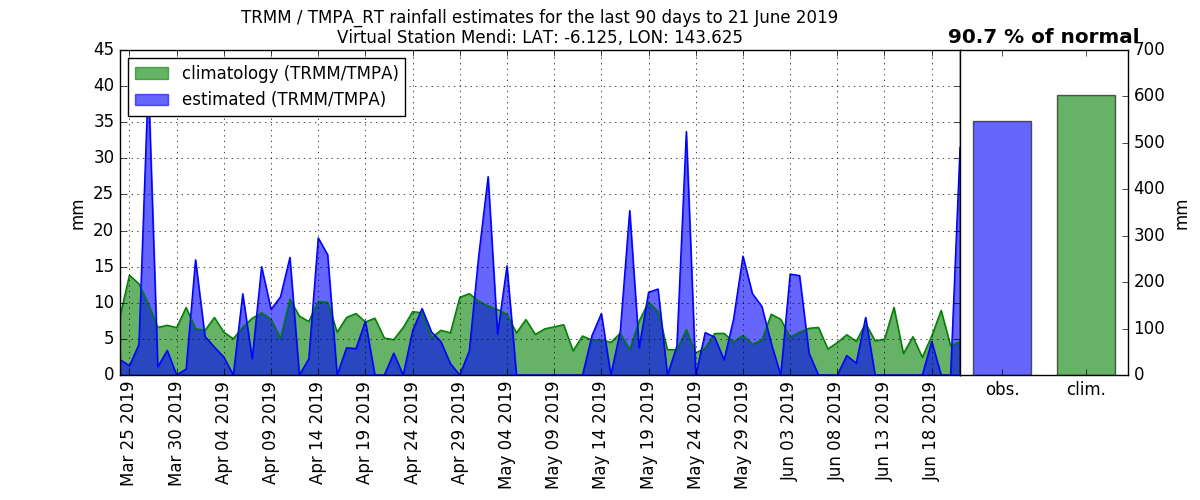 TRMM / TMPA_RT rainfall estimates for the last 90 days to 21 June 2019
Virtual Station Mendi: LAT: -6.125, LON: 143.625
90.7 % of normal
climatology (TRMM/TMPA)
estimated (TRMM/TMPA)
45
40
35
30
25
20
15
10
5
0
mm
Mar 25 2019
Mar 30 2019
Apr 04 2019
Apr 09 2019
Apr 14 2019
Apr 19 2019
Apr 24 2019
Apr 29 2019
May 04 2019
May 09 2019
May 14 2019
May 19 2019
May 24 2019
May 29 2019
Jun 03 2019
Jun 08 2019
Jun 13 2019
Jun 18 2019
700
600
500
400
300
200
100
0
mm
obs.
clim.